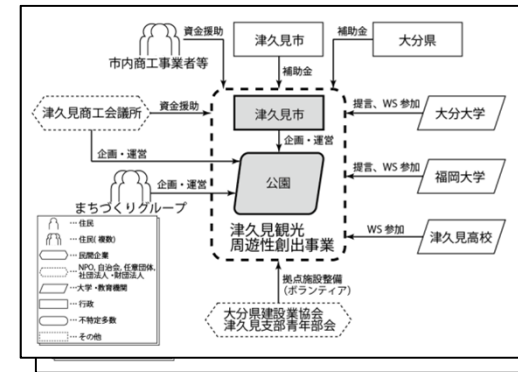 資金援助
津久見市
補助金
大分県
市内商工事業者等
補助金
津久見商工会議所
資金援助
津久見市
提言、WS 参加
大分大学
企画・運営
企画・運営
公園
提言、WS 参加
福岡大学
企画・運営
まちづくりグループ
津久見観光
周遊性創出事業
WS 参加
津久見高校
拠点施設整備
(ボランティア)
大分県建設業協会
津久見支部青年部会
…住民
…住民(複数)
…民間企業
…NPO, 自治会, 任意団体,
社団法人・財団法人
…大学・教育機関
…行政
…不特定多数
…その他